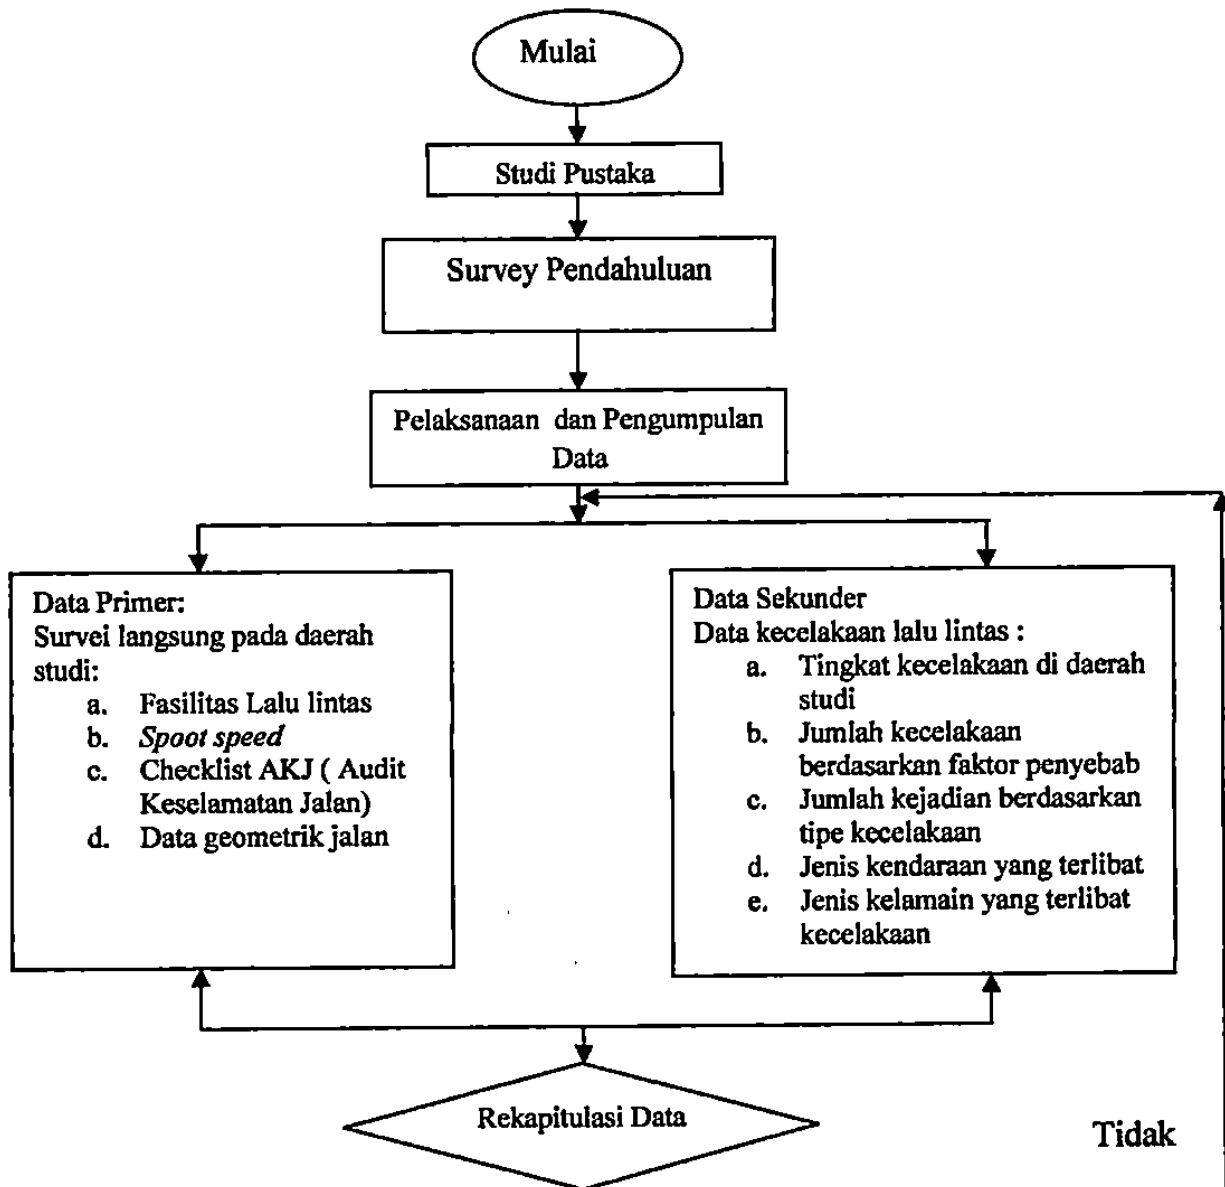 Mulai
Studi Pustaka
Survey Pendahuluan
Pelaksanaan dan Pengumpulan
Data
Data Primer:
Survei langsung pada daerah
studi:
a. Fasilitas Lalu lintas
b. Spoot speed
c. Checklist AKJ ( Audit
Keselamatan Jalan)
d. Data geometrik jalan
Data Sekunder
Data kecelakaan lalu lintas :
a. Tingkat kecelakaan di daerah
studi
b. Jumlah kecelakaan
berdasarkan faktor penyebab
c. Jumlah kejadian berdasarkan
tipe kecelakaan
d. Jenis kendaraan yang terlibat
e. Jenis kelamain yang terlibat
kecelakaan
Rekapitulasi Data
Tidak